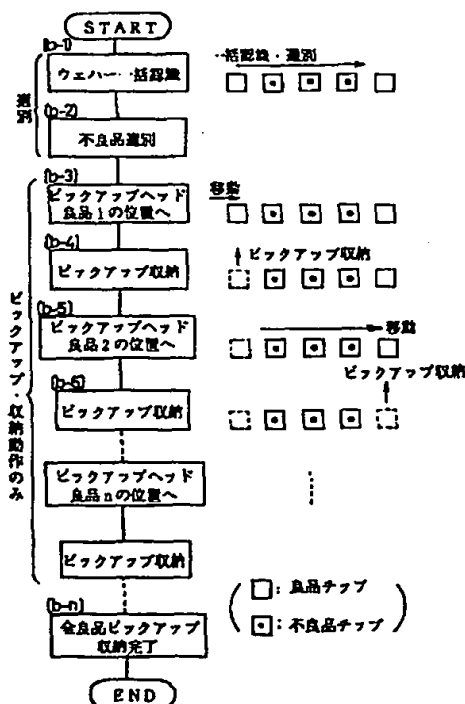 START
(b-1)
ウェハー一括認識
一括認識・選別
選別
(b-2)
不良品選別
(b-3)
ピックアップヘッド
良品1の位置へ
移動
(b-4)
ピックアップ収納
ピックアップ収納
(b-5)
ピックアップヘッド
良品2の位置へ
移動
(b-6)
ピックアップ収納
ピックアップ収納
ピックアップ・収納動作のみ
ピックアップヘッド
良品nの位置へ
ピックアップ収納
(b-n)
全良品ピックアップ
収納完了
END
□: 良品チップ
⊡: 不良品チップ